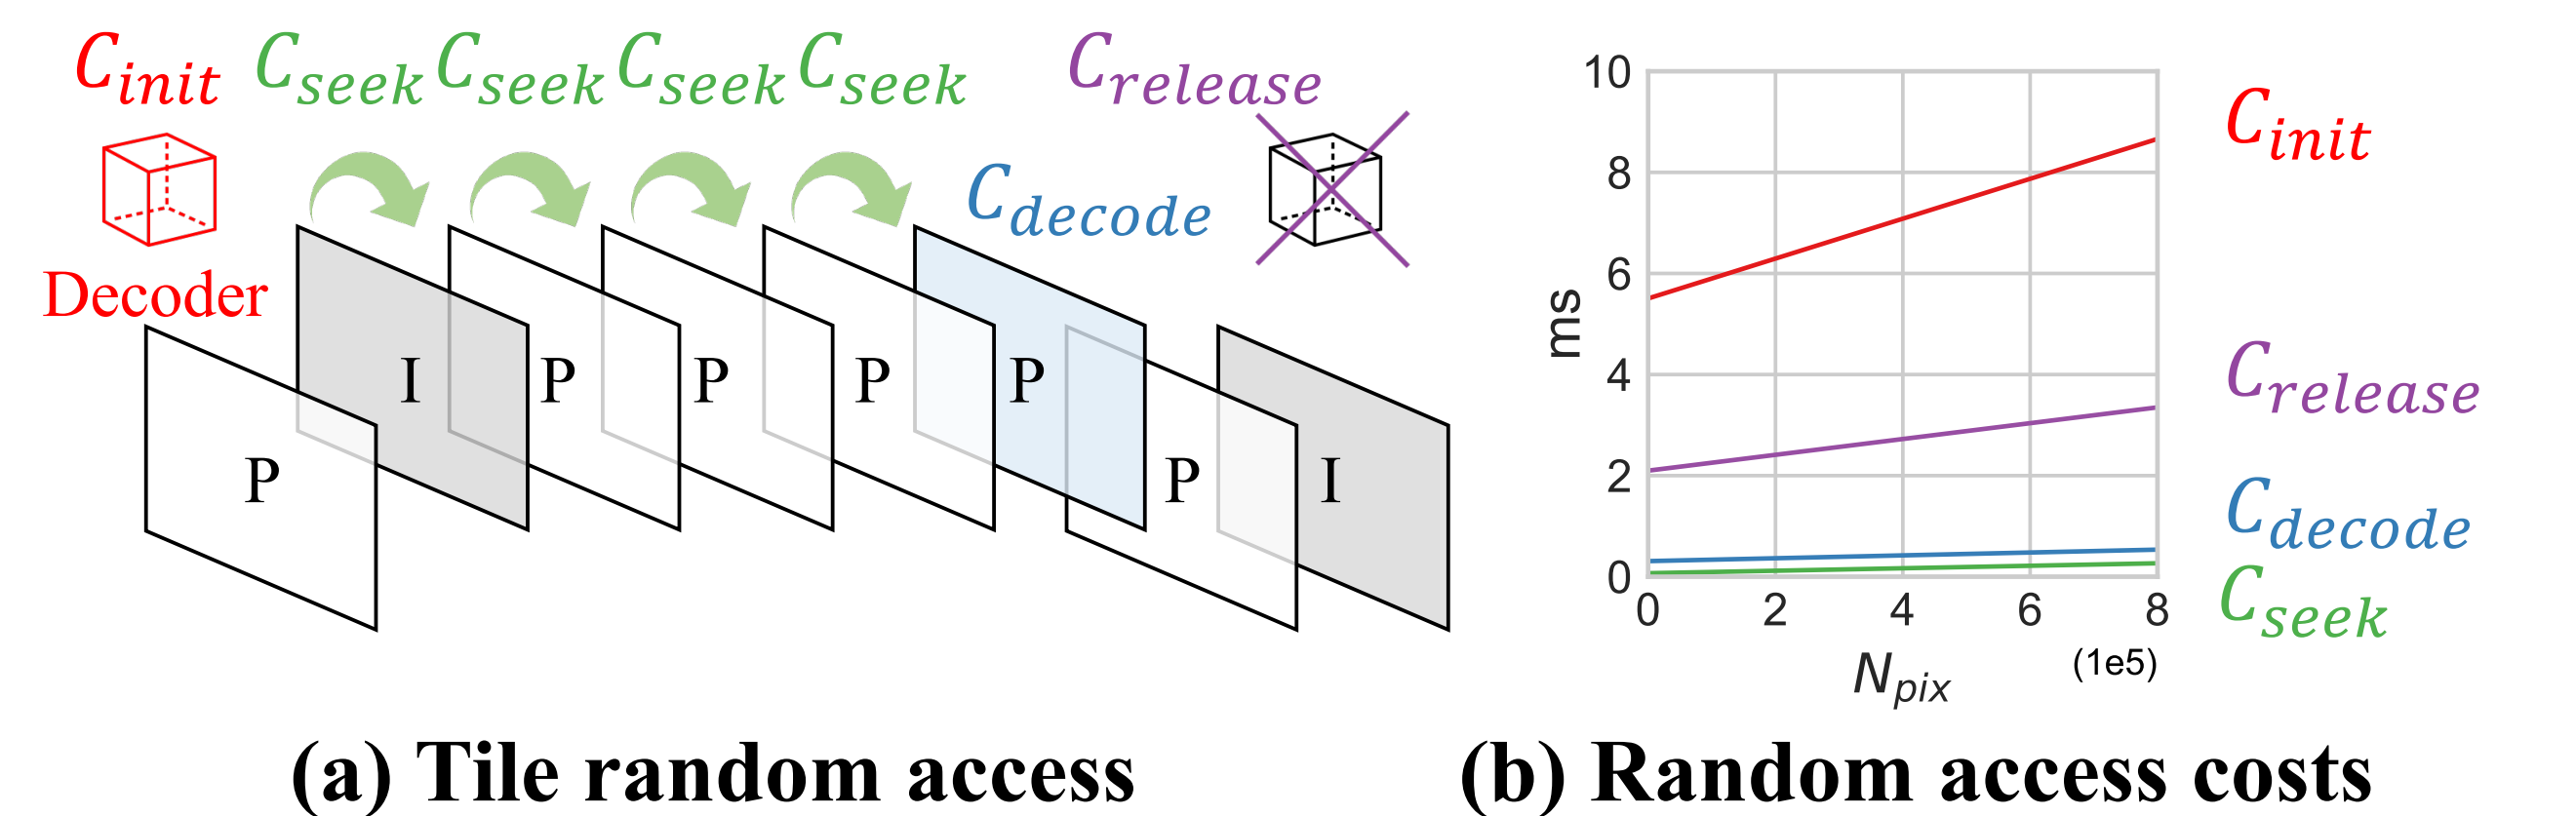 C_init C_seek C_seek C_seek C_seek C_release
C_decode
Decoder
I P P P P
P P I
(a) Tile random access
10
8
6
4
2
0
ms
0 2 4 6 8
(1e5)
N_pix
C_init
C_release
C_decode
C_seek
(b) Random access costs